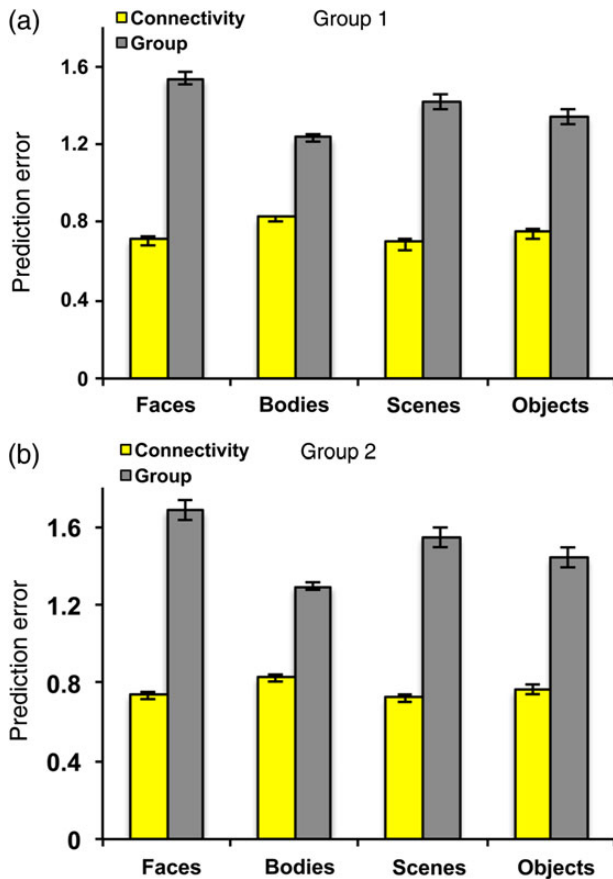 (a)
Connectivity
Group 1
Group
Prediction error
1.6
1.2
0.8
0.4
0
Faces Bodies Scenes Objects
(b)
Connectivity
Group 2
Group
Prediction error
1.6
1.2
0.8
0.4
0
Faces Bodies Scenes Objects